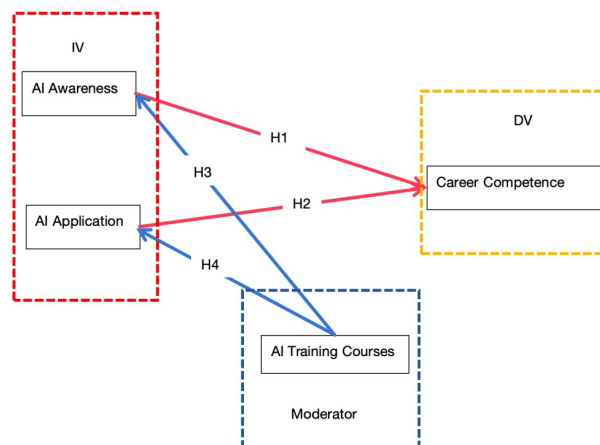 IV
AI Awareness
H1
DV
H3
Career Competence
H2
AI Application
H4
AI Training Courses
Moderator